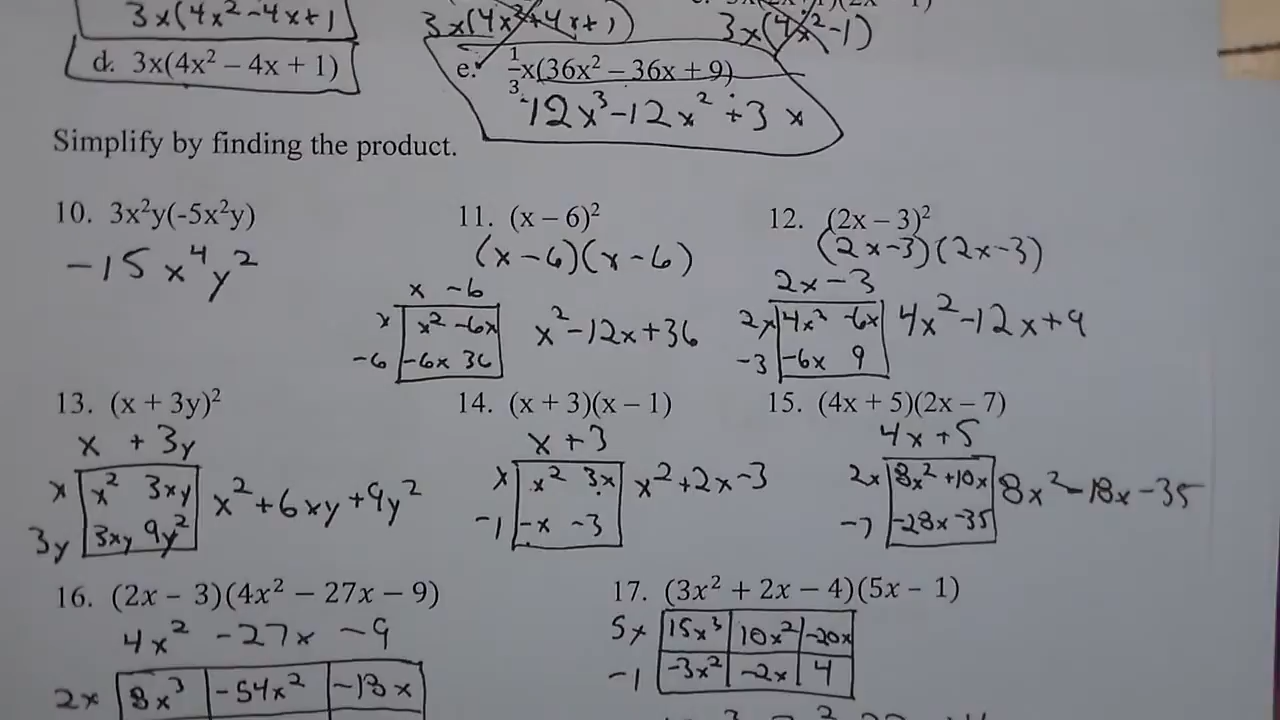 3x(4x² - 4x + 1
3x(4x² + 4x + 1)
3x(4x² - 1)
d. 3x(4x² – 4x + 1)
e. ⅓x(36x² – 36x + 9)
12x³ - 12x² + 3x
Simplify by finding the product.
10. 3x²y(-5x²y)
-15x⁴y²
11. (x – 6)²
(x - 6)(x - 6)
x -6
x x² -6x
-6 -6x 36
x² - 12x + 36
12. (2x – 3)²
(2x-3)(2x-3)
2x - 3
2x 4x² -6x
-3 -6x 9
4x² - 12x + 9
13. (x + 3y)²
x + 3y
x x² 3xy
3y 3xy 9y²
x² + 6xy + 9y²
14. (x + 3)(x – 1)
x + 3
x x² 3x
-1 -x -3
x² + 2x - 3
15. (4x + 5)(2x – 7)
4x + 5
2x 8x² +10x
-7 -28x -35
8x² - 18x - 35
16. (2x – 3)(4x² – 27x – 9)
4x² -27x -9
2x 8x³ -54x² -18x
17. (3x² + 2x – 4)(5x – 1)
5x 15x³ 10x² -20x
-1 -3x² -2x 4